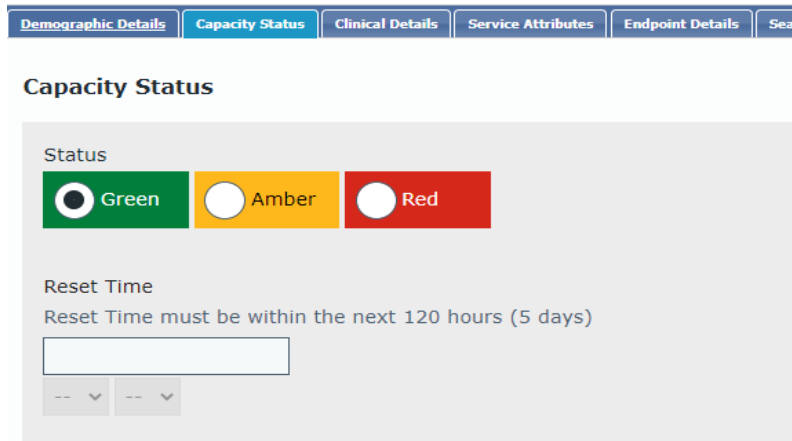 Demographic Details Capacity Status Clinical Details Service Attributes Endpoint Details Sea
Capacity Status
Status
Green Amber Red
Reset Time
Reset Time must be within the next 120 hours (5 days)
-- --